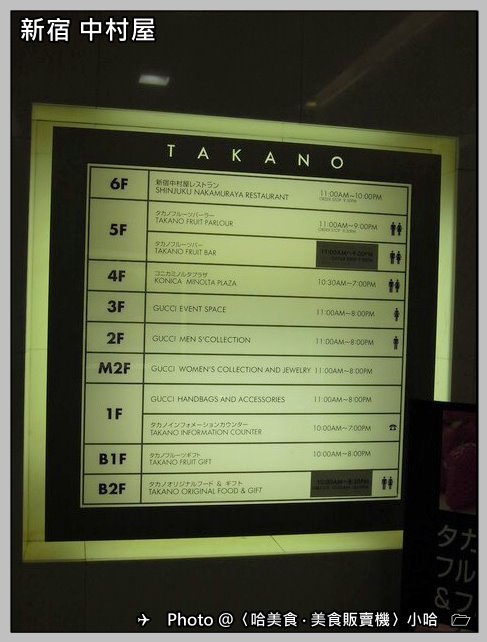 新宿 中村屋
TAKANO
6F
新宿中村屋レストラン
SHINJUKU NAKAMURAYA RESTAURANT
11:00AM~10:00PM
5F
タカノフルーツパーラー
TAKANO FRUIT PARLOUR
11:00AM~9:00PM
タカノフルーツバー
TAKANO FRUIT BAR
4F
コニカミノルタプラザ
KONICA MINOLTA PLAZA
10:30AM~7:00PM
3F
GUCCI EVENT SPACE
11:00AM~8:00PM
2F
GUCCI MEN S'COLLECTION
11:00AM~8:00PM
M2F
GUCCI WOMEN'S COLLECTION AND JEWELRY
11:00AM~8:00PM
1F
GUCCI HANDBAGS AND ACCESSORIES
11:00AM~8:00PM
タカノインフォメーションカウンター
TAKANO INFORMATION COUNTER
10:00AM~7:00PM
B1F
タカノフルーツギフト
TAKANO FRUIT GIFT
10:00AM~8:00PM
B2F
タカノオリジナルフード & ギフト
TAKANO ORIGINAL FOOD & GIFT
10:00AM~8:30PM
タカ
フル
&フ
Photo @〈哈美食·美食販賣機〉小哈